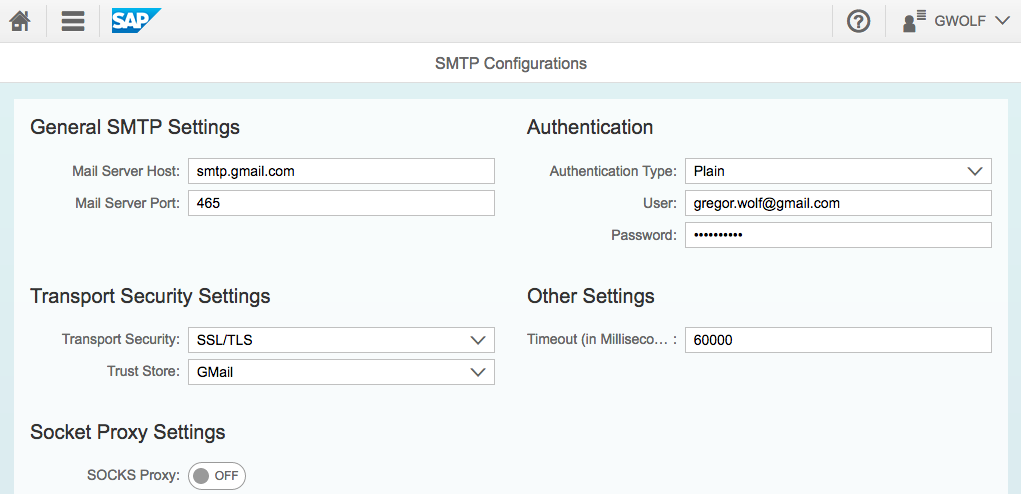 SAP
GWOLF
SMTP Configurations
General SMTP Settings
Mail Server Host: smtp.gmail.com
Mail Server Port: 465
Authentication
Authentication Type: Plain
User: gregor.wolf@gmail.com
Password: ••••••••••
Transport Security Settings
Transport Security: SSL/TLS
Trust Store: GMail
Other Settings
Timeout (in Milliseco... : 60000
Socket Proxy Settings
SOCKS Proxy: OFF